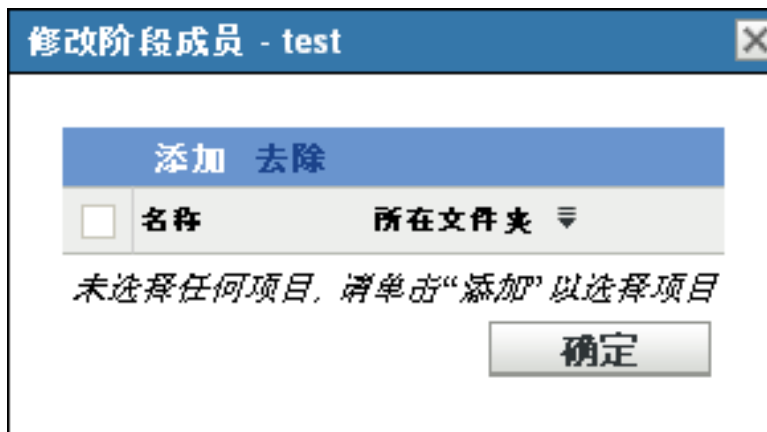 修改阶段成员 - test
添加 去除
名称 所在文件夹
未选择任何项目, 请单击“添加” 以选择项目
确定